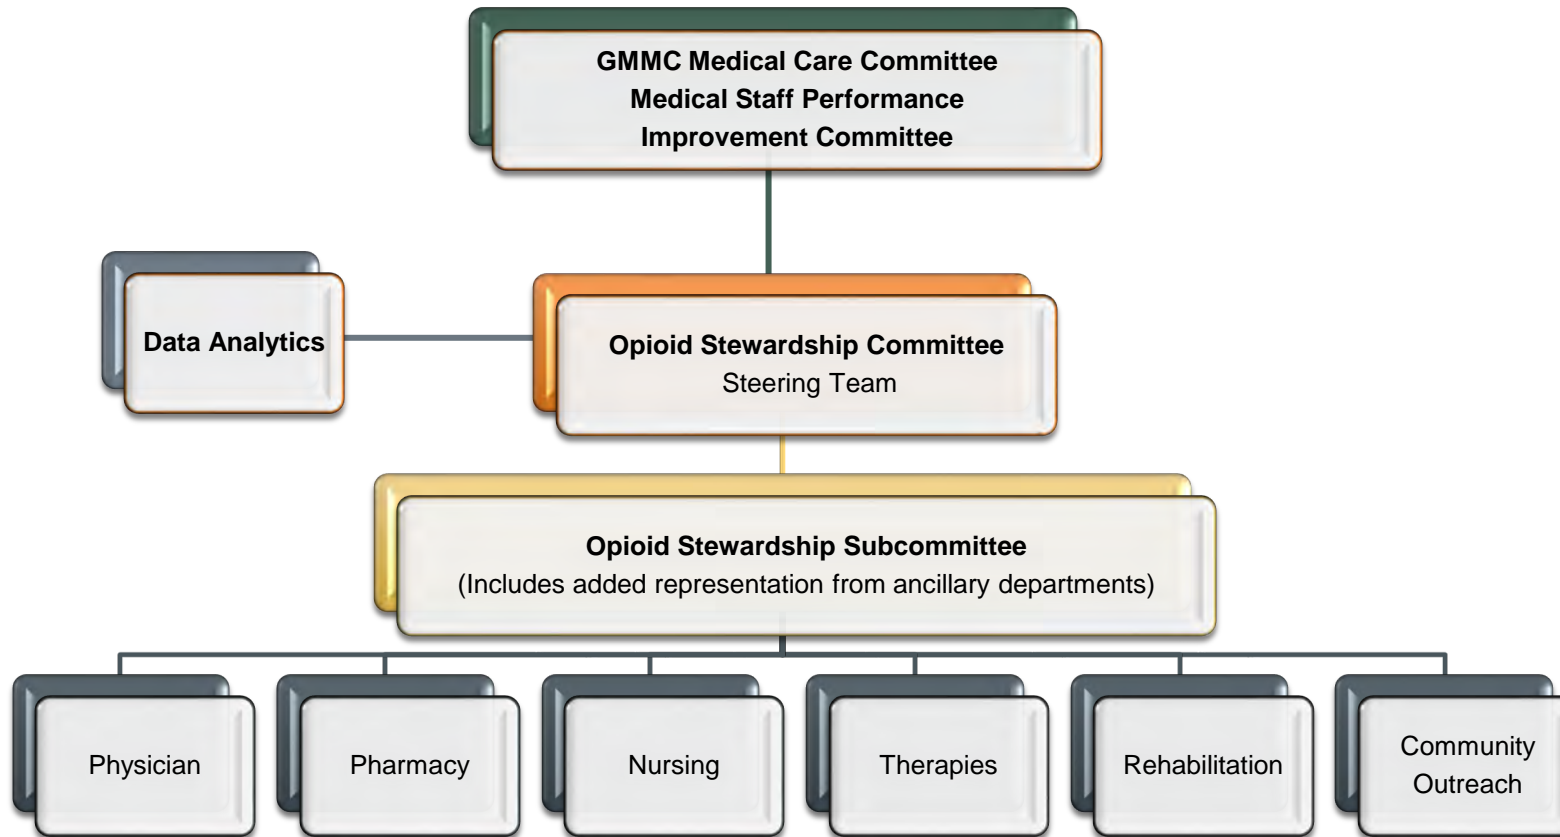 GMMC Medical Care Committee
Medical Staff Performance
Improvement Committee
Data Analytics
Opioid Stewardship Committee
Steering Team
Opioid Stewardship Subcommittee
(Includes added representation from ancillary departments)
Physician
Pharmacy
Nursing
Therapies
Rehabilitation
Community
Outreach